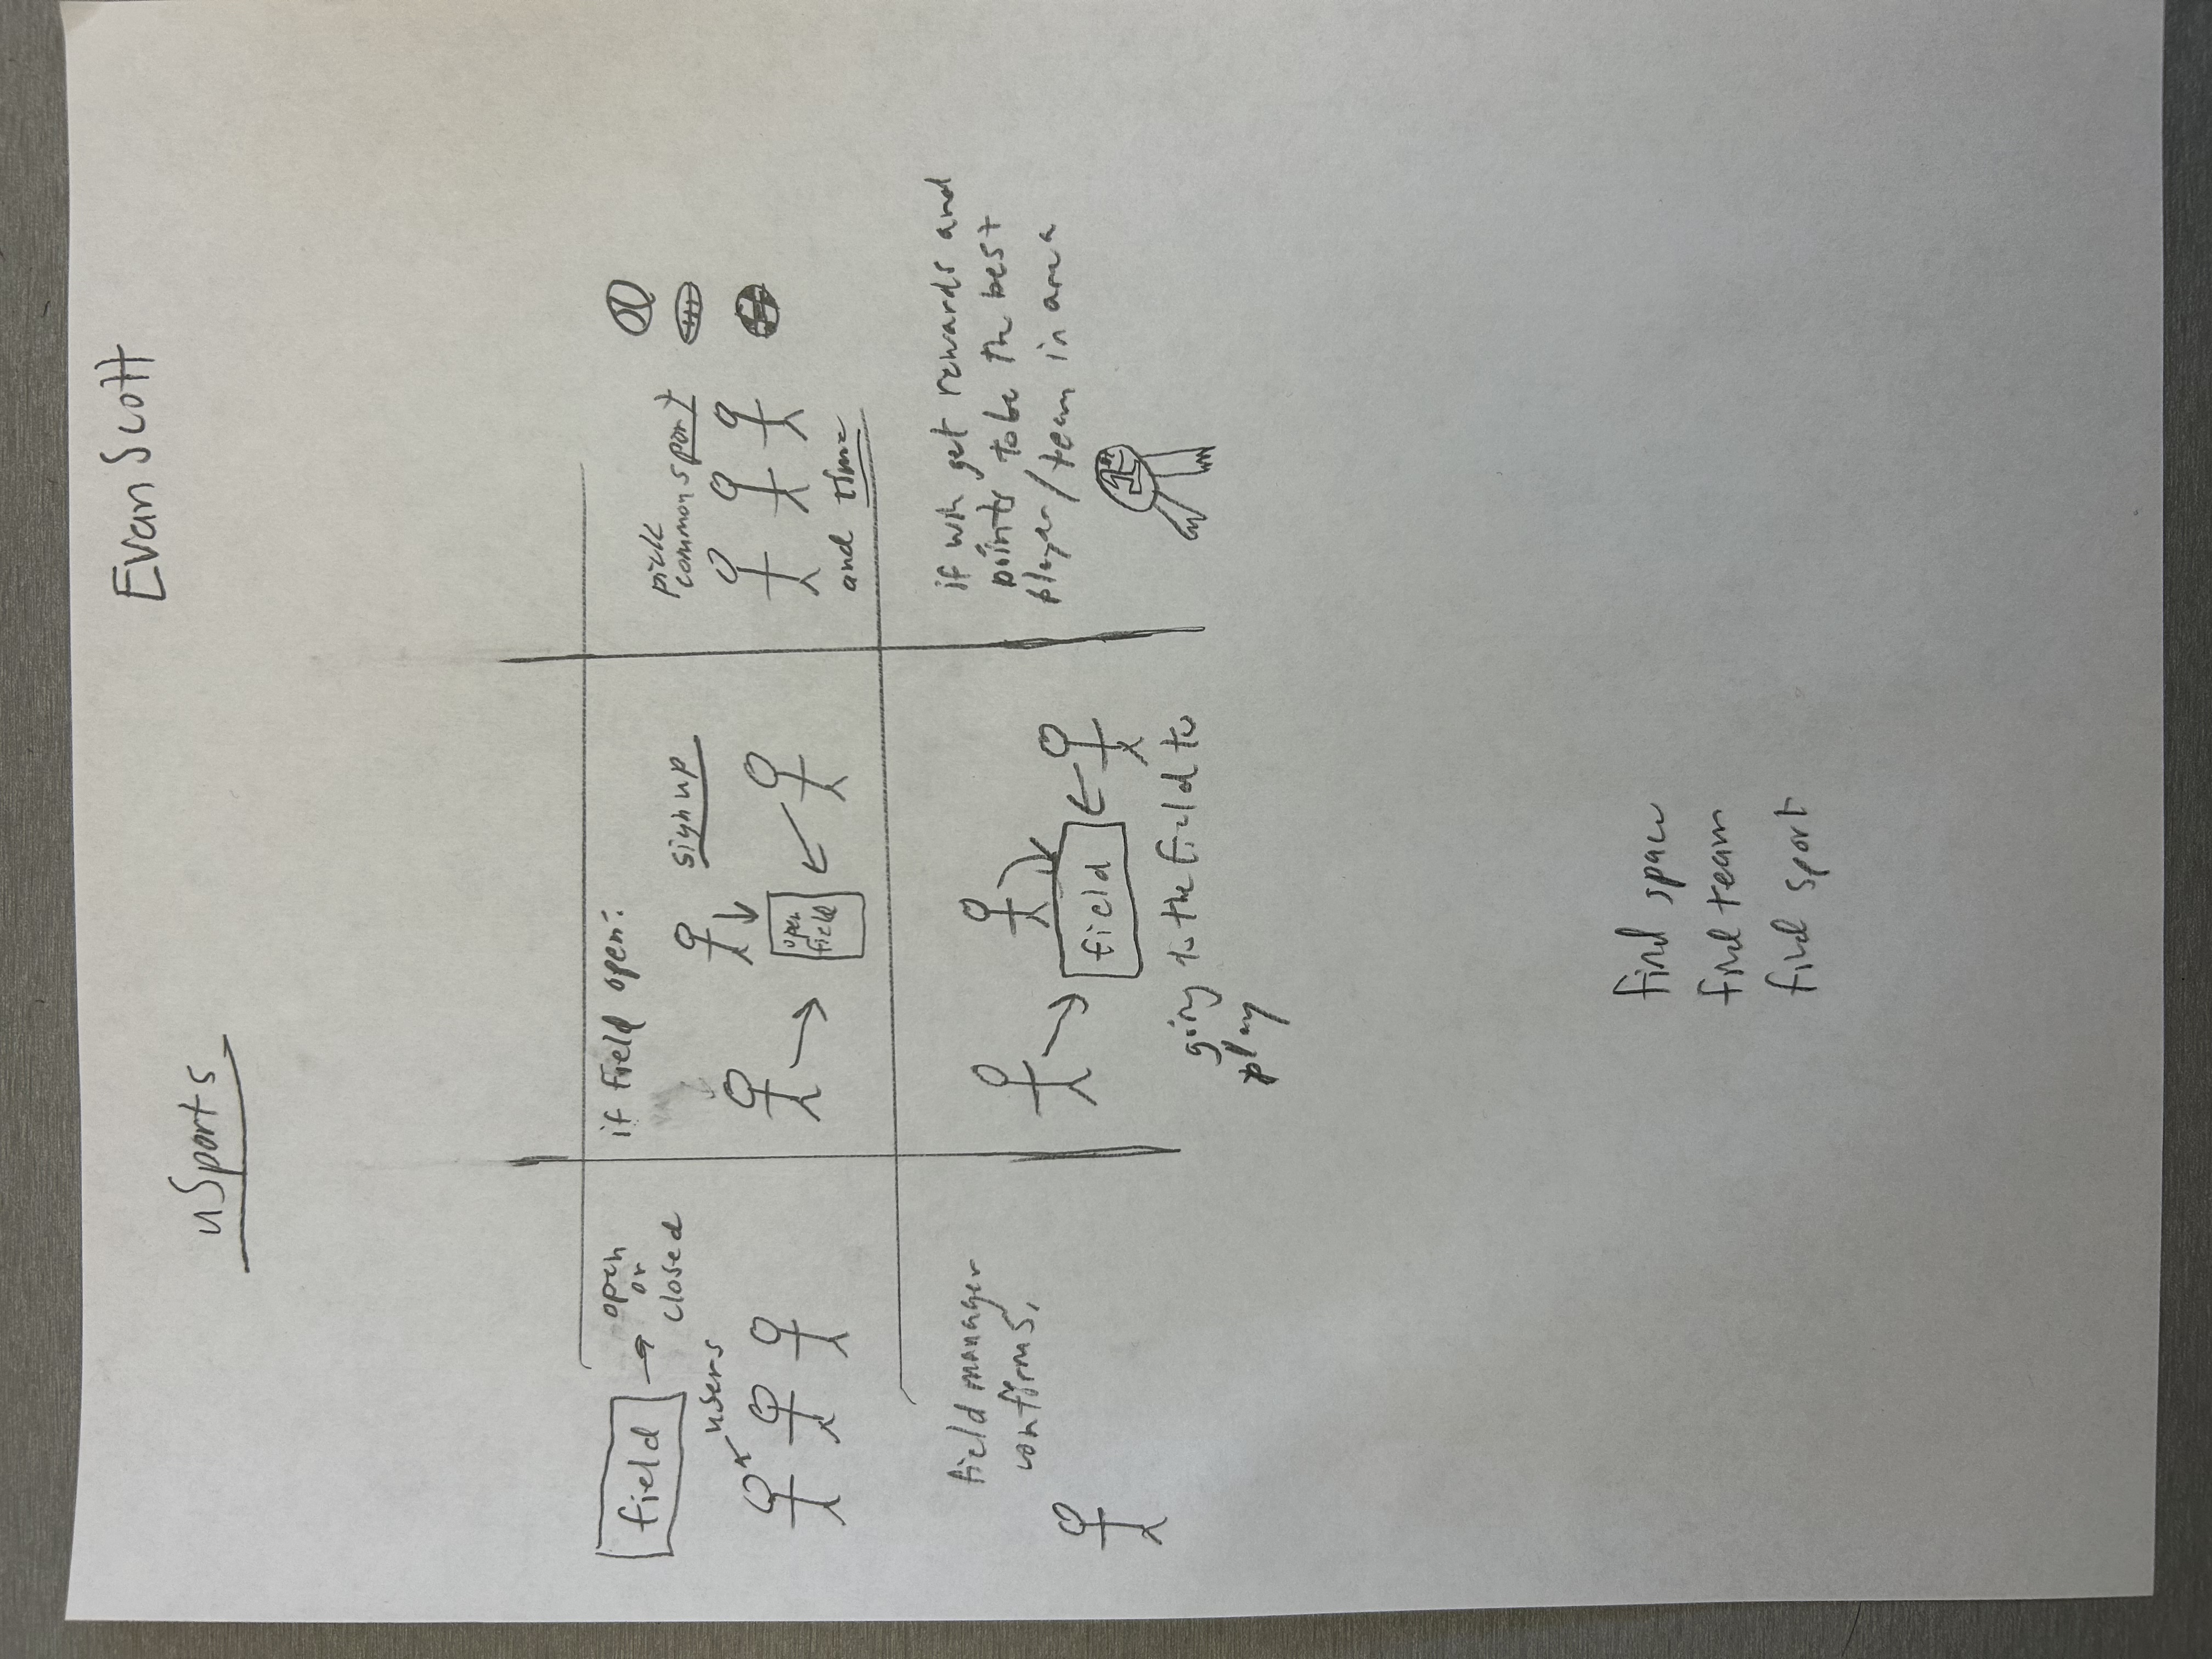 Evan Scott
uSports
field
open
or
closed
users
if Field open:
sign up
open
field
pick
common sport
and time
field manager
confirms,
field
going to the field to
play
if win get rewards and
points to be the best
player/team in area
1st
find space
find team
find sport